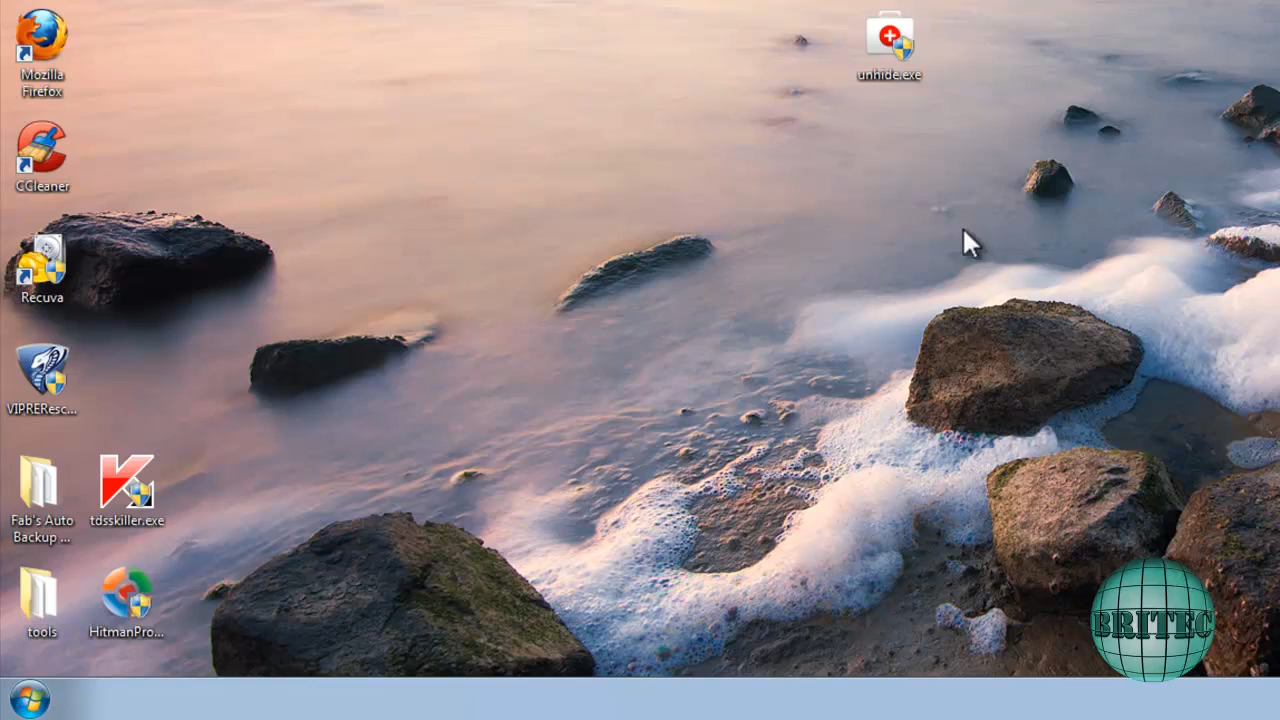 Mozilla
Firefox
unhide.exe
CCleaner
Recuva
VIPREResc...
Fab's Auto
Backup ...
tdsskiller.exe
tools
HitmanPro...
BRITEC